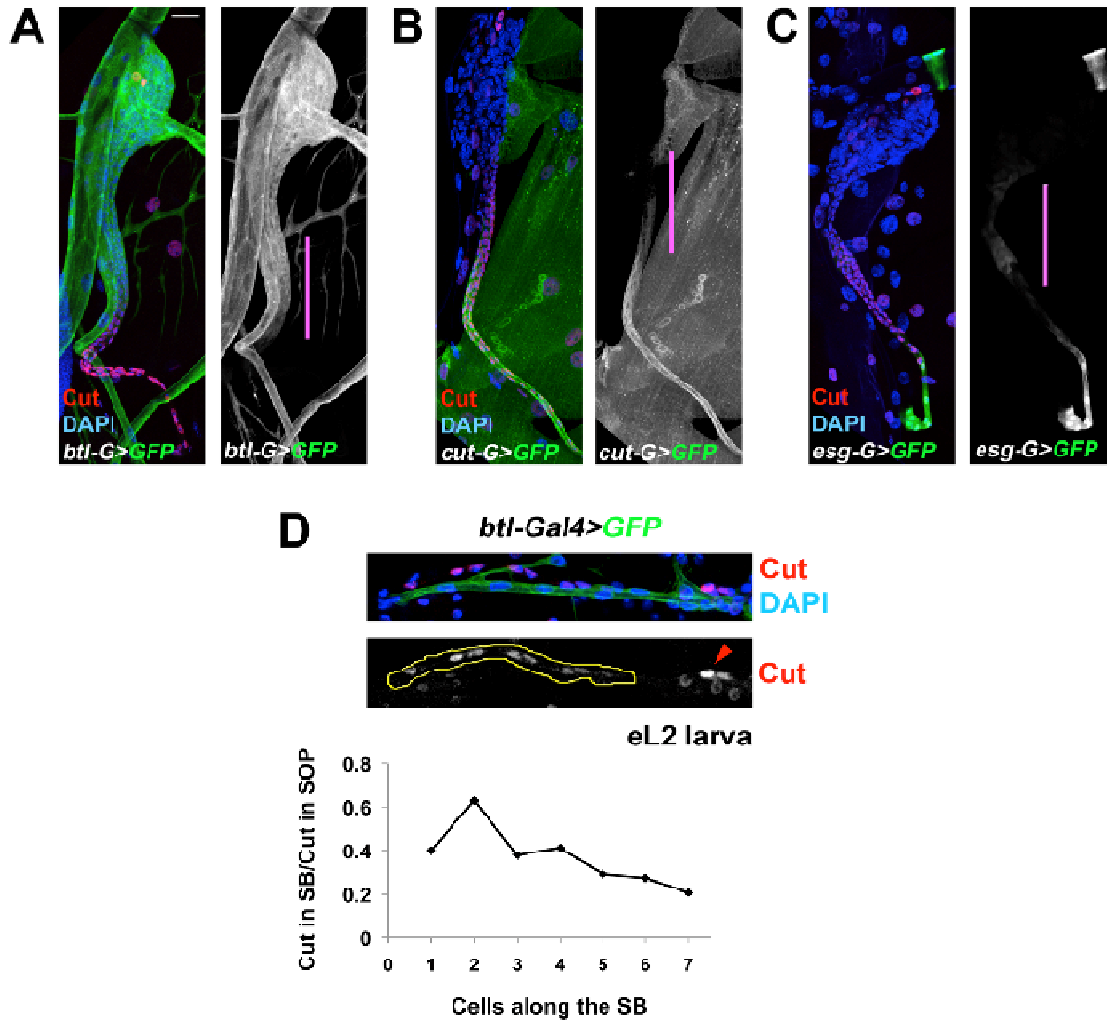 A
B
C
Cut
DAPI
btl-G>GFP
btl-G>GFP
Cut
DAPI
cut-G>GFP
cut-G>GFP
Cut
DAPI
esg-G>GFP
esg-G>GFP
D
btl-Gal4>GFP
Cut
DAPI
Cut
eL2 larva
Cut in SB/Cut in SOP
0.8
0.6
0.4
0.2
0
0 1 2 3 4 5 6 7
Cells along the SB